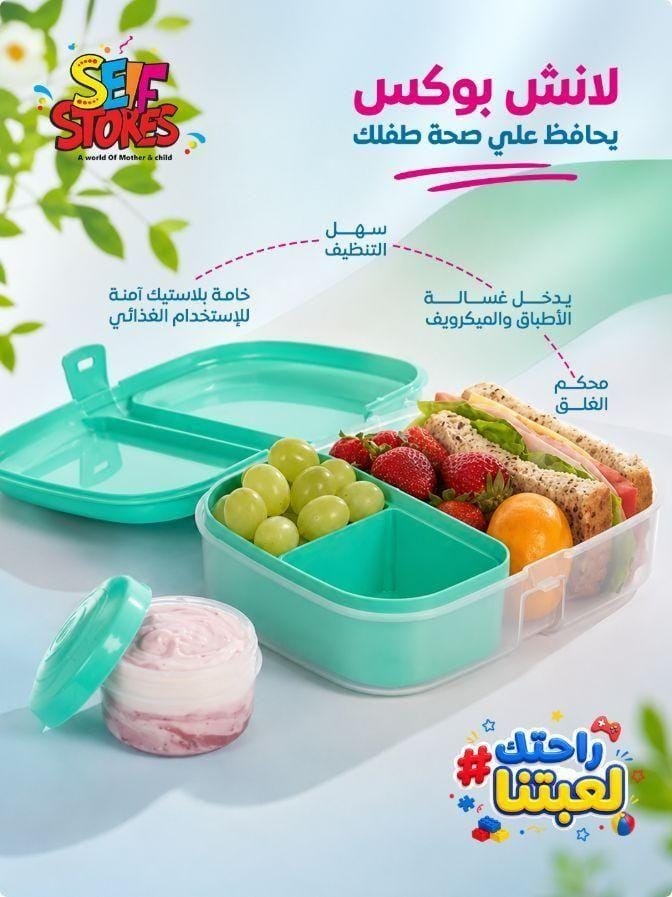 SELF
STORES
A world Of Mother & child
لانش بوكس
يحافظ علي صحة طفلك
سهل
التنظيف
خامة بلاستيك آمنة
للإستخدام الغذائي
يدخل غسالة
الأطباق والميكرويف
محكم
الغلق
#راحتك
لعبتنا